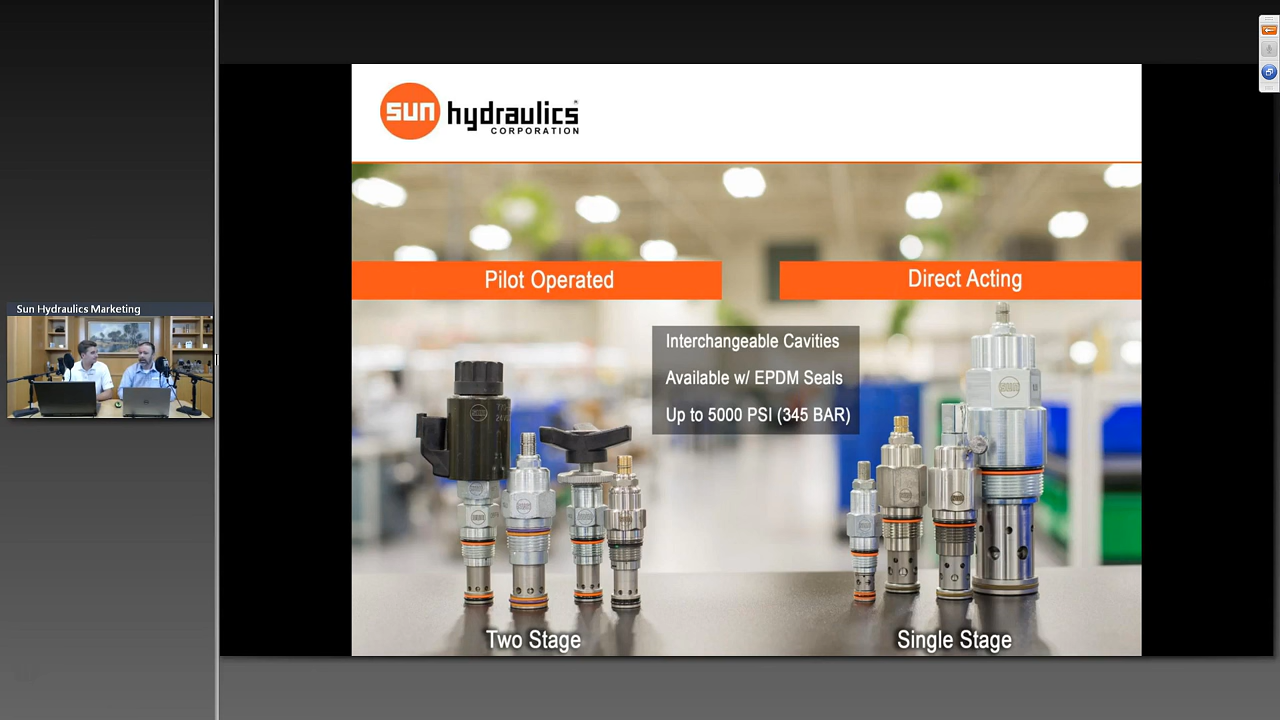 Sun Hydraulics Marketing
sun hydraulics®
CORPORATION
Pilot Operated
Direct Acting
Interchangeable Cavities
Available w/ EPDM Seals
Up to 5000 PSI (345 BAR)
Two Stage
Single Stage